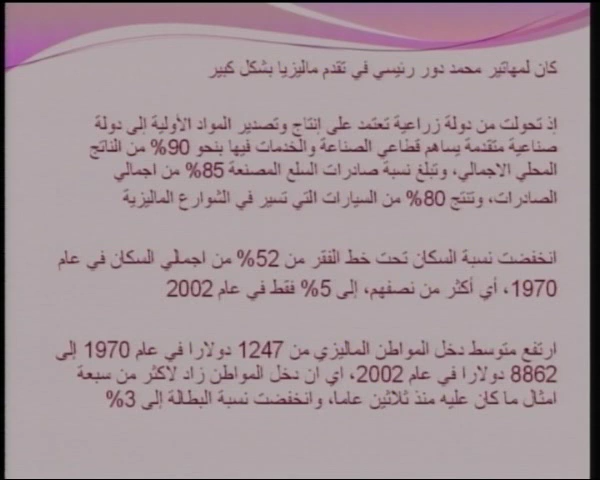 كان لمهاتير محمد دور رئيسي في تقدم ماليزيا بشكل كبير
إذ تحولت من دولة زراعية تعتمد على إنتاج وتصدير المواد الأولية إلى دولة
صناعية متقدمة يساهم قطاعي الصناعة والخدمات فيها بنحو 90% من الناتج
المحلي الاجمالي، وتبلغ نسبة صادرات السلع المصنعة 85% من اجمالي
الصادرات، وتنتج 80% من السيارات التي تسير في الشوارع الماليزية
انخفضت نسبة السكان تحت خط الفقر من 52% من اجمالي السكان في عام
1970، أي أكثر من نصفهم، إلى 5% فقط في عام 2002
ارتفع متوسط دخل المواطن الماليزي من 1247 دولارا في عام 1970 إلى
8862 دولارا في عام 2002، اي ان دخل المواطن زاد لاكثر من سبعة
امثال ما كان عليه منذ ثلاثين عاما، وانخفضت نسبة البطالة إلى 3%